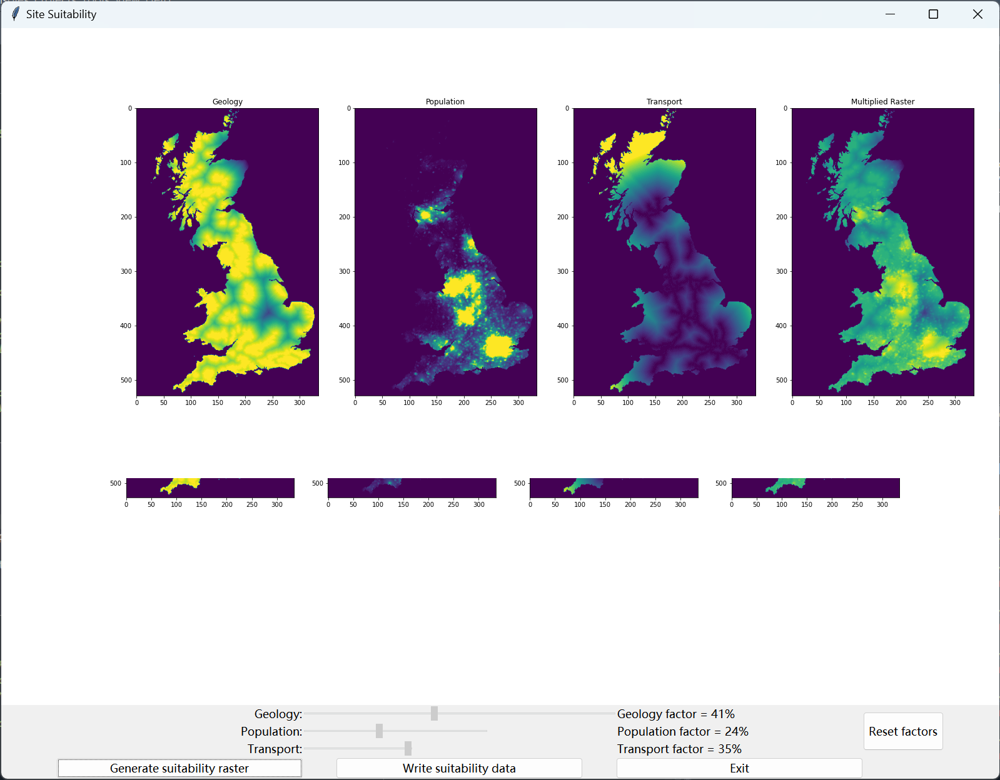 Site Suitability
Geology Population Transport Multiplied Raster
0 0 0 0
100 100 100 100
200 200 200 200
300 300 300 300
400 400 400 400
500 500 500 500
0 50 100 150 200 250 300 0 50 100 150 200 250 300 0 50 100 150 200 250 300 0 50 100 150 200 250 300
500 500 500 500
0 50 100 150 200 250 300 0 50 100 150 200 250 300 0 50 100 150 200 250 300 0 50 100 150 200 250 300
Geology: Geology factor = 41%
Population: Population factor = 24% Reset factors
Transport: Transport factor = 35%
Generate suitability raster Write suitability data Exit